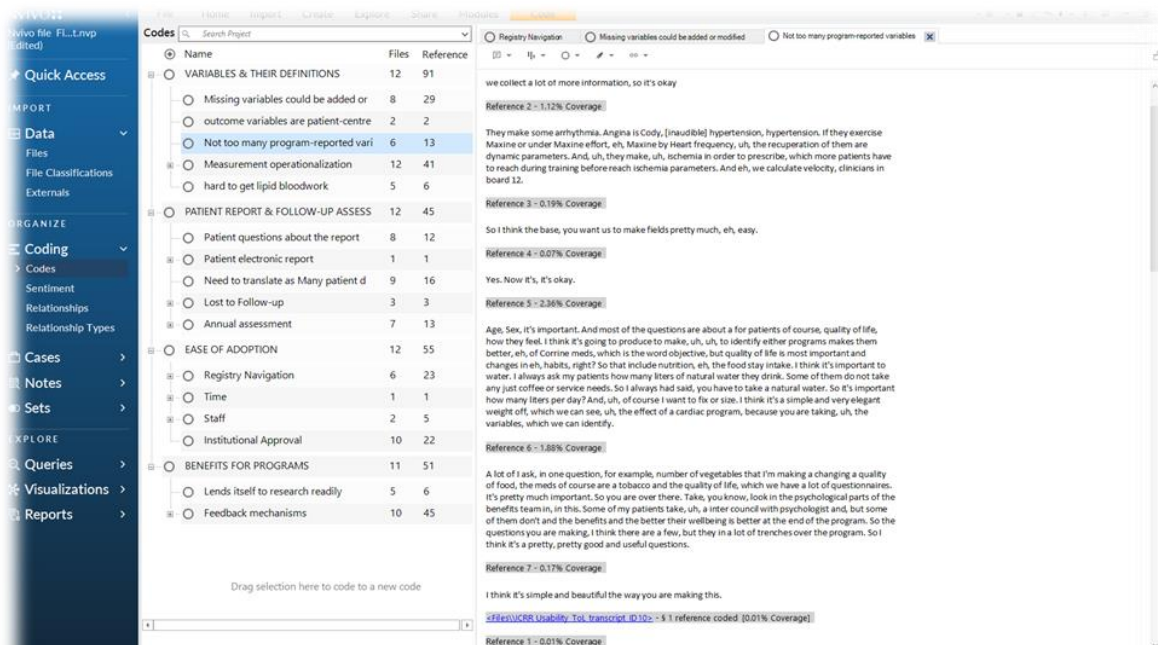 File Home Import Create Explore Share Modules Code
NVIVO
Nvivo file Fi...t.nvp
(Edited)
Quick Access
IMPORT
Data
Files
File Classifications
Externals
ORGANIZE
Coding
Codes
Sentiment
Relationships
Relationship Types
Cases
Notes
Sets
EXPLORE
Queries
Visualizations
Reports
Codes Search Project
Name Files Reference
VARIABLES & THEIR DEFINITIONS 12 91
Missing variables could be added or 8 29
outcome variables are patient-centre 2 2
Not too many program-reported vari 6 13
Measurement operationalization 12 41
hard to get lipid bloodwork 5 6
PATIENT REPORT & FOLLOW-UP ASSESS 12 45
Patient questions about the report 8 12
Patient electronic report 1 1
Need to translate as Many patient d 9 16
Lost to Follow-up 3 3
Annual assessment 7 13
EASE OF ADOPTION 12 55
Registry Navigation 6 23
Time 1 1
Staff 2 5
Institutional Approval 10 22
BENEFITS FOR PROGRAMS 11 51
Lends itself to research readily 5 6
Feedback mechanisms 10 45
Drag selection here to code to a new code
Registry Navigation Missing variables could be added or modified Not too many program-reported variables
we collect a lot of more information, so it's okay
Reference 2 - 1.12% Coverage
They make some arrhythmia. Angina is Cody, [inaudible] hypertension, hypertension. If they exercise
Maxine or under Maxine effort, eh, Maxine by Heart frequency, uh, the recuperation of them are
dynamic parameters. And, uh, they make, uh, ischemia in order to prescribe, which more patients have
to reach during training before reach ischemia parameters. And eh, we calculate velocity, clinicians in
board 12.
Reference 3 - 0.19% Coverage
So I think the base, you want us to make fields pretty much, eh, easy.
Reference 4 - 0.07% Coverage
Yes. Now it's, it's okay.
Reference 5 - 2.36% Coverage
Age, Sex, it's important. And most of the questions are about a for patients of course, quality of life,
how they feel. I think it's going to produce to make, uh, uh, to identify either programs makes them
better, eh, of Corrine meds, which is the word objective, but quality of life is most important and
changes in eh, habits, right? So that include nutrition, eh, the food stay intake. I think it's important to
water. I always ask my patients how many liters of natural water they drink. Some of them do not take
any just coffee or service needs. So I always had said, you have to take a natural water. So it's important
how many liters per day? And, uh, of course I want to fix or size. I think it's a simple and very elegant
weight off, which we can see, uh, the effect of a cardiac program, because you are taking, uh, the
variables, which we can identify.
Reference 6 - 1.88% Coverage
A lot of I ask, in one question, for example, number of vegetables that I'm making a changing a quality
of food, the meds of course are a tobacco and the quality of life, which we have a lot of questionnaires.
It's pretty much important. So you are over there. Take, you know, look in the psychological parts of the
benefits team in, in this. Some of my patients take, uh, a inter council with psychologist and, but some
of them don't and the benefits and the better their wellbeing is better at the end of the program. So the
questions you are making, I think there are a few, but they in a lot of trenches over the program. So I
think it's a pretty, pretty good and useful questions.
Reference 7 - 0.17% Coverage
I think it's simple and beautiful the way you are making this.
<Files\\ICRR Usability ToL transcript ID10> - § 1 reference coded [0.01% Coverage]
Reference 1 - 0.01% Coverage